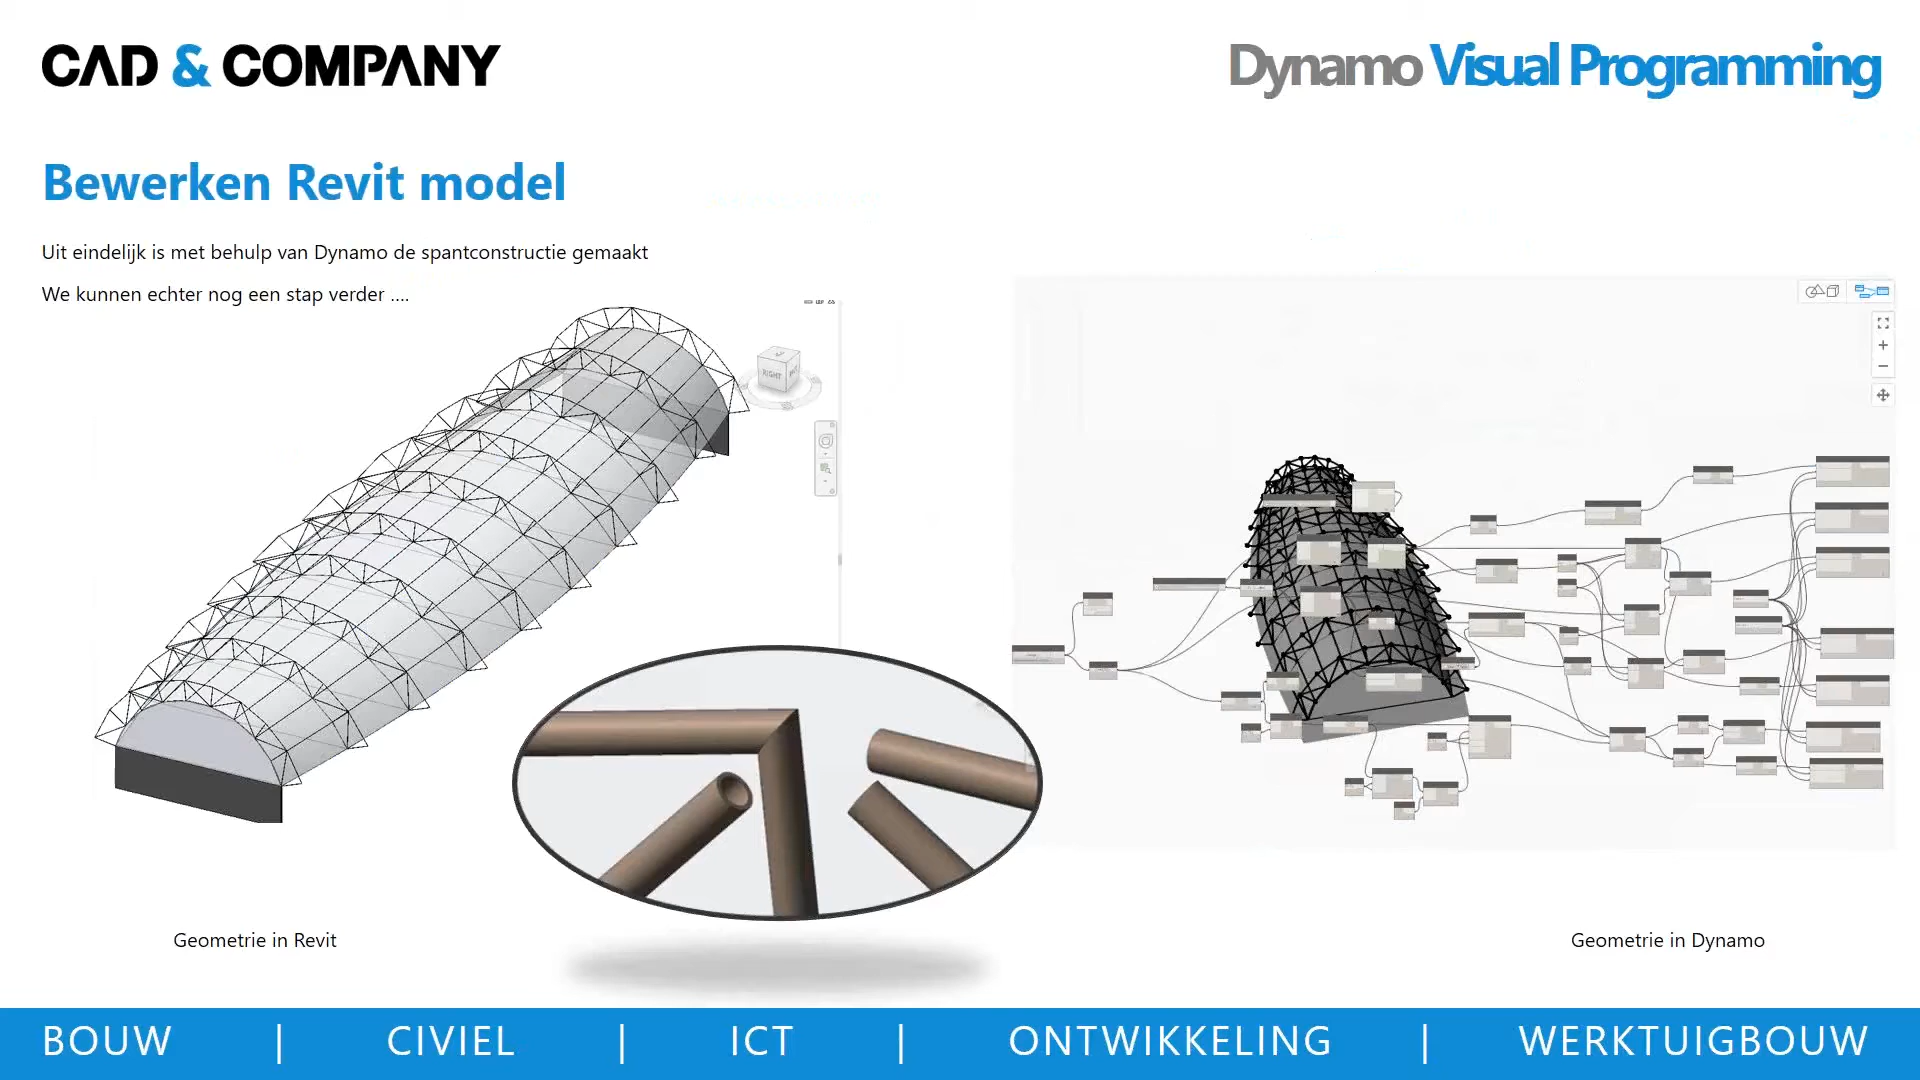 CAD & COMPANY
Dynamo Visual Programming
Bewerken Revit model
Uit eindelijk is met behulp van Dynamo de spantconstructie gemaakt
We kunnen echter nog een stap verder ....
RIGHT
Geometrie in Revit
Geometrie in Dynamo
BOUW | CIVIEL | ICT | ONTWIKKELING | WERKTUIGBOUW